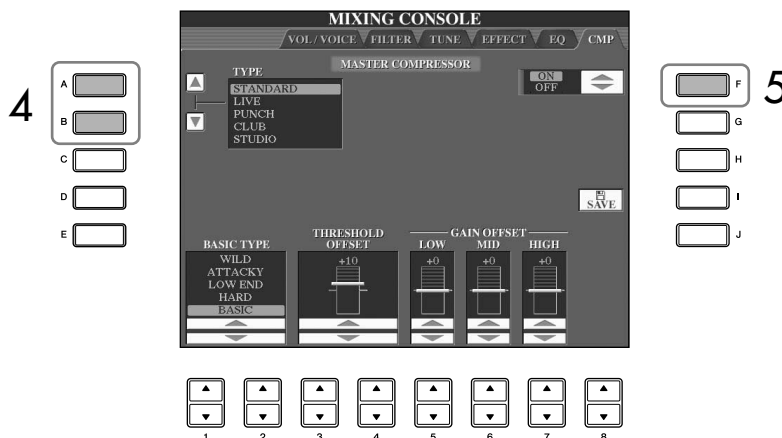 MIXING CONSOLE
VOL / VOICE FILTER TUNE EFFECT EQ CMP
MASTER COMPRESSOR
TYPE
STANDARD
LIVE
PUNCH
CLUB
STUDIO
ON
OFF
SAVE
BASIC TYPE
WILD
ATTACKY
LOW END
HARD
BASIC
THRESHOLD
OFFSET
+10
GAIN OFFSET
LOW MID HIGH
+0 +0 +0
4
A
B
C
D
E
5
F
G
H
I
J
1 2 3 4 5 6 7 8